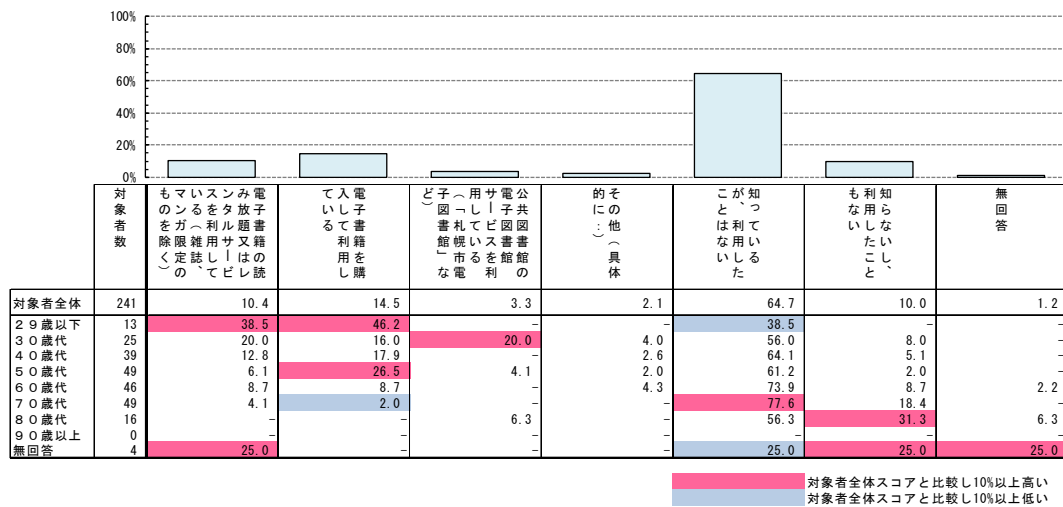 100%
80%
60%
40%
20%
0%
対象者数
電子書籍の読
み放題又はレ
ンタルサービ
スを利用して
いる（雑誌、
マンガ限定の
ものを除く）
電子書籍を購
入して利用し
ている
公共図書館の
電子図書館
サービスを利
用している
（「札幌市電
子図書館」な
ど）
その他（具体
的に：）
知っている
が、利用した
ことはない
知らないし、
利用したこと
もない
無回答
対象者全体 241 10.4 14.5 3.3 2.1 64.7 10.0 1.2
２９歳以下 13 38.5 46.2 － － 38.5 － －
３０歳代 25 20.0 16.0 20.0 4.0 56.0 8.0 －
４０歳代 39 12.8 17.9 － 2.6 64.1 5.1 －
５０歳代 49 6.1 26.5 4.1 2.0 61.2 2.0 －
６０歳代 46 8.7 8.7 － 4.3 73.9 8.7 2.2
７０歳代 49 4.1 2.0 － － 77.6 18.4 －
８０歳代 16 － － 6.3 － 56.3 31.3 6.3
９０歳以上 0 － － － － － － －
無回答 4 25.0 － － － 25.0 25.0 25.0
対象者全体スコアと比較し10%以上高い
対象者全体スコアと比較し10%以上低い